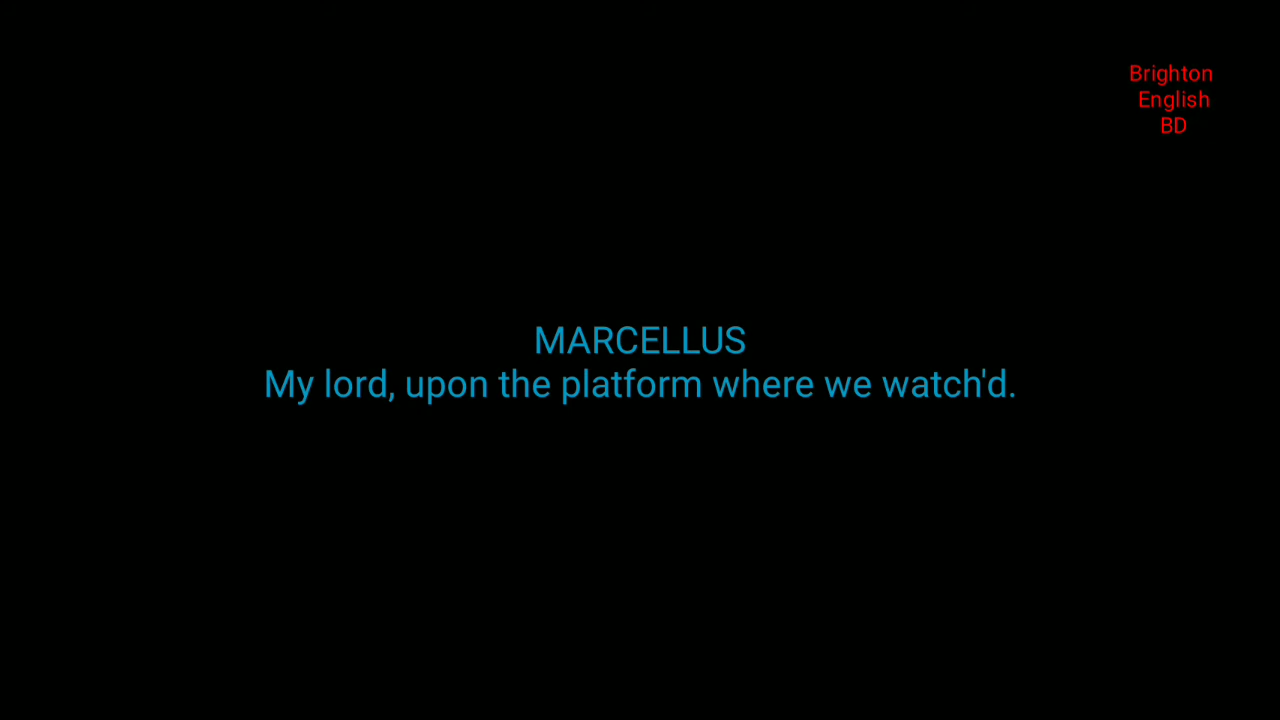 Brighton
English
BD
MARCELLUS
My lord, upon the platform where we watch'd.